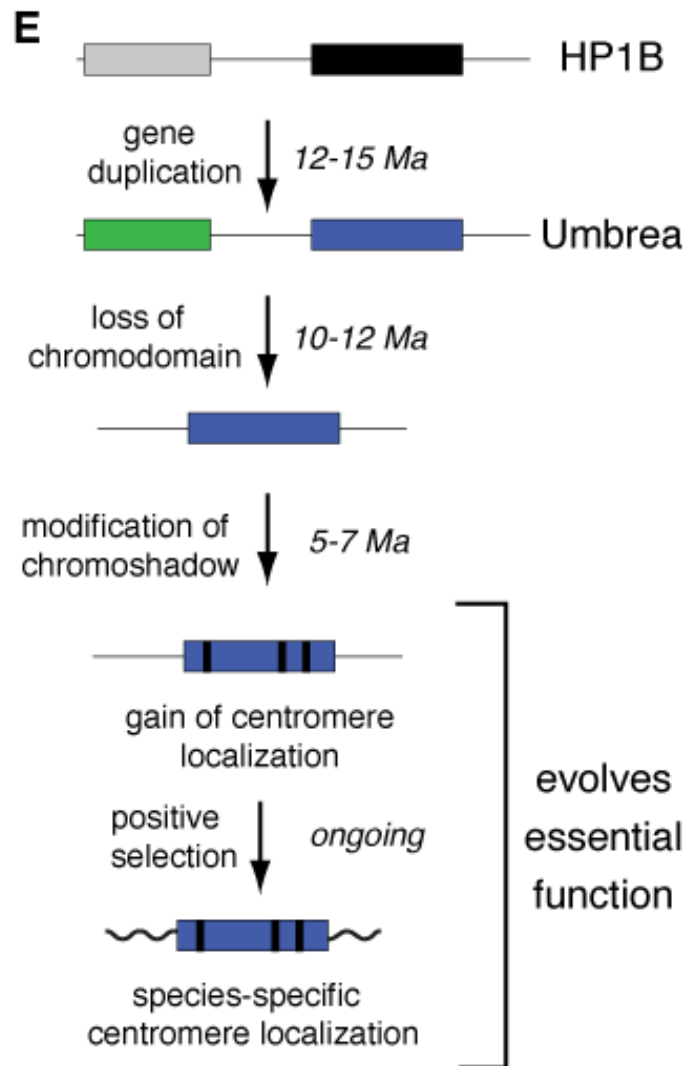 E
HP1B
gene
duplication
12-15 Ma
Umbrea
loss of
chromodomain
10-12 Ma
modification of
chromoshadow
5-7 Ma
gain of centromere
localization
positive
selection
ongoing
species-specific
centromere localization
evolves
essential
function